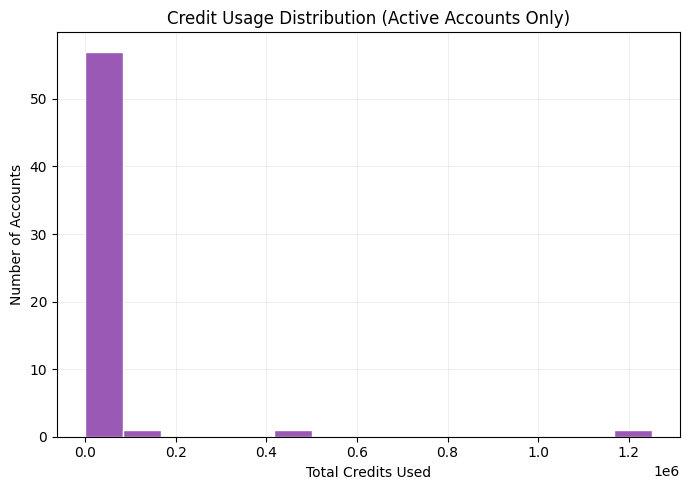 Credit Usage Distribution (Active Accounts Only)
Number of Accounts
50
40
30
20
10
0
0.0 0.2 0.4 0.6 0.8 1.0 1.2
1e6
Total Credits Used